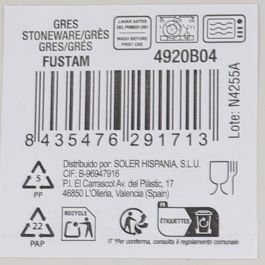 GRES
STONEWARE/GRÈS
GRES/GRÉS
FUSTAM
LAVAR ANTES
DEL PRIMER USO
WASH BEFORE
FIRST USE
4920B04
Lote: N4255A
8 435476 291713
5
PP
Distribuido por: SOLER HISPANIA, S.L.U.
CIF: B-96947916
P.I. El Carrascot Av. del Plàstic, 17
46850 L'Olleria, Valencia (Spain)
22
PAP
RECYCLE
R
ÉTIQUETTES
IT "Per conferma, consulta il regolamento comunale